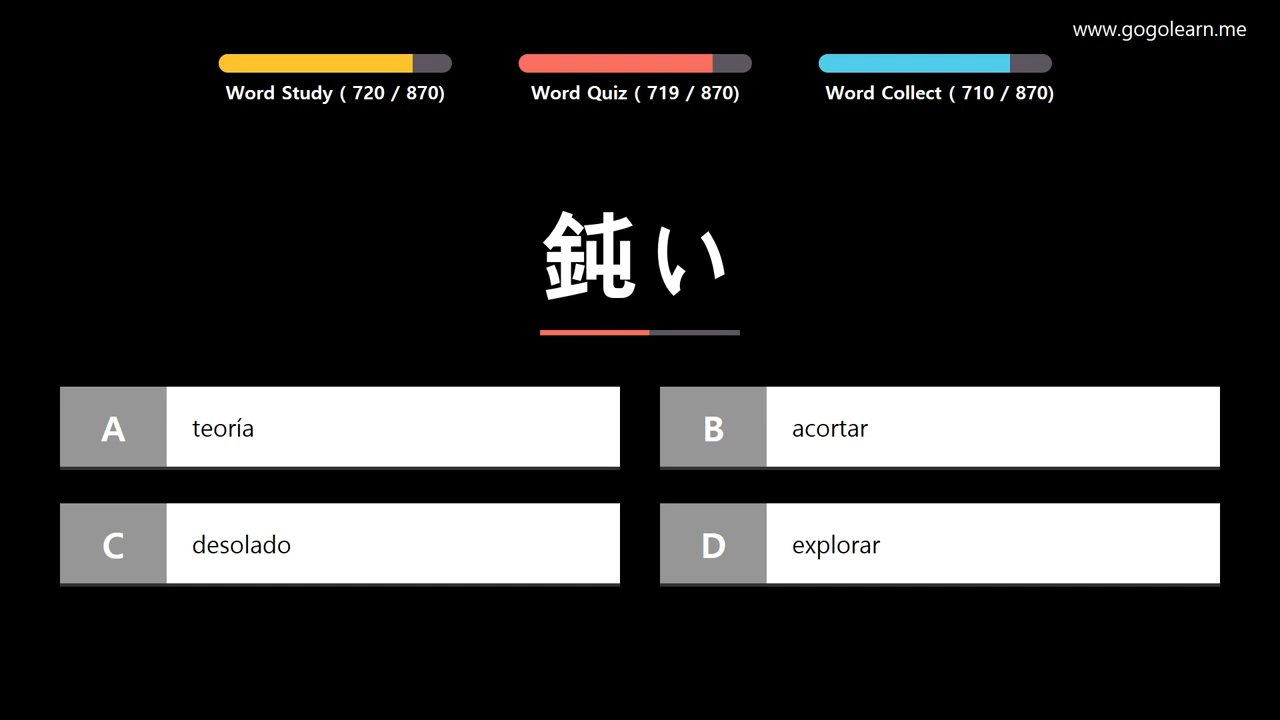 www.gogolearn.me
Word Study ( 720 / 870)
Word Quiz ( 719 / 870)
Word Collect ( 710 / 870)
鈍い
A teoría
B acortar
C desolado
D explorar